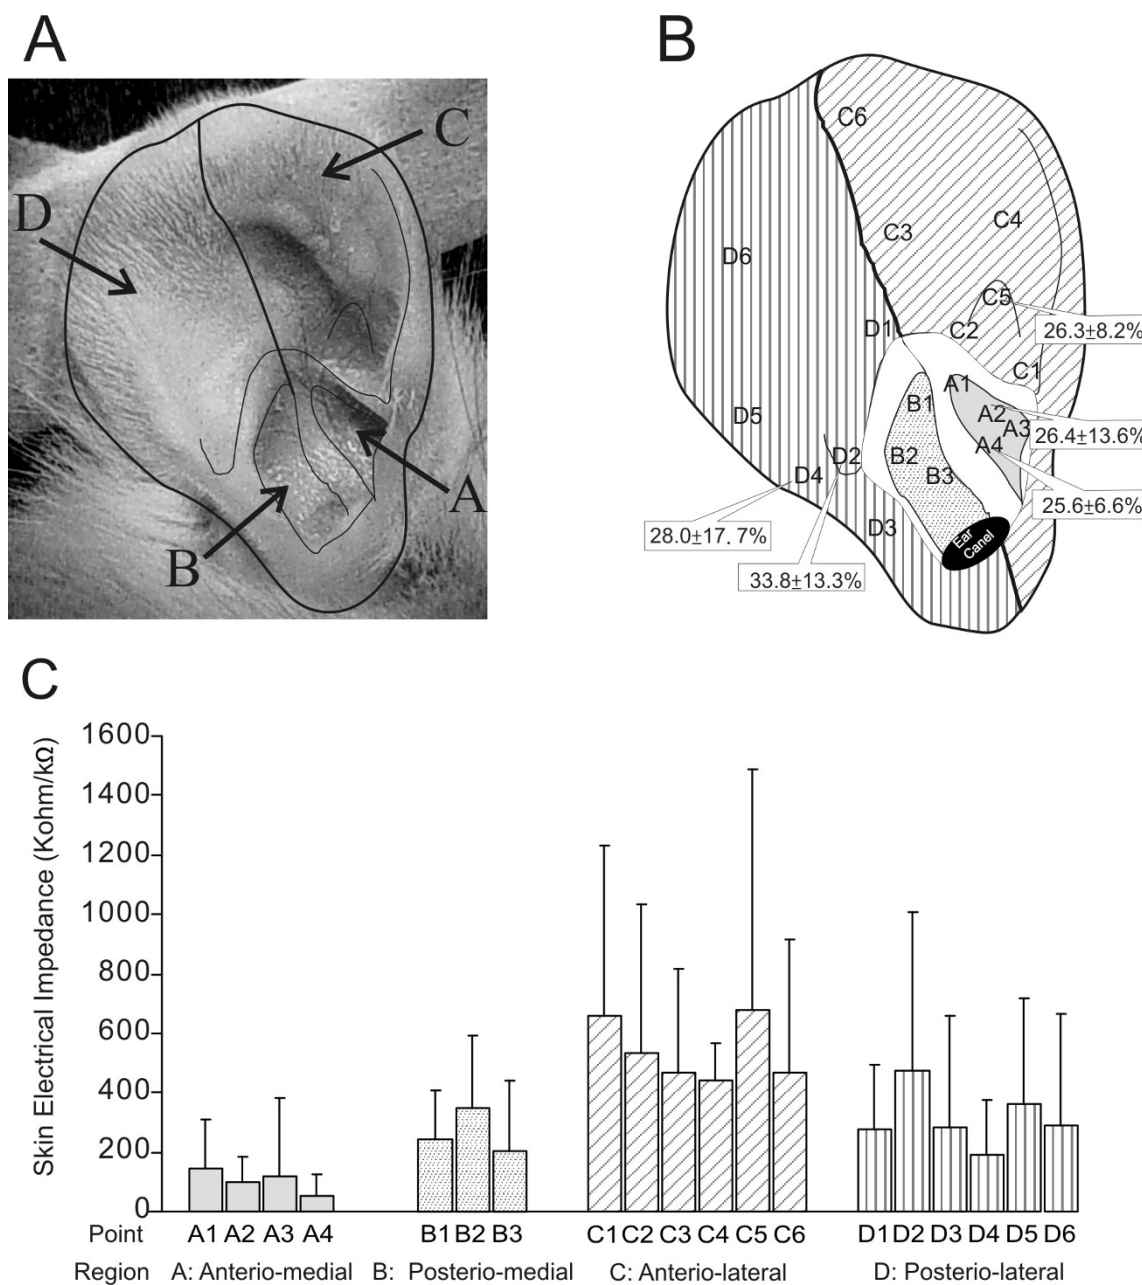 A
B
C
D
A
B
C6
C3
C4
D6
C5
D1
C2
26.3±8.2%
C1
A1
B1
A2
D5
A3
26.4±13.6%
A4
D2
B2
D4
B3
25.6±6.6%
28.0±17.7%
D3
Ear
Canel
33.8±13.3%
C
Skin Electrical Impedance (Kohm/kΩ)
1600
1400
1200
1000
800
600
400
200
0
Point A1 A2 A3 A4 B1 B2 B3 C1 C2 C3 C4 C5 C6 D1 D2 D3 D4 D5 D6
Region A: Anterio-medial B: Posterio-medial C: Anterio-lateral D: Posterio-lateral